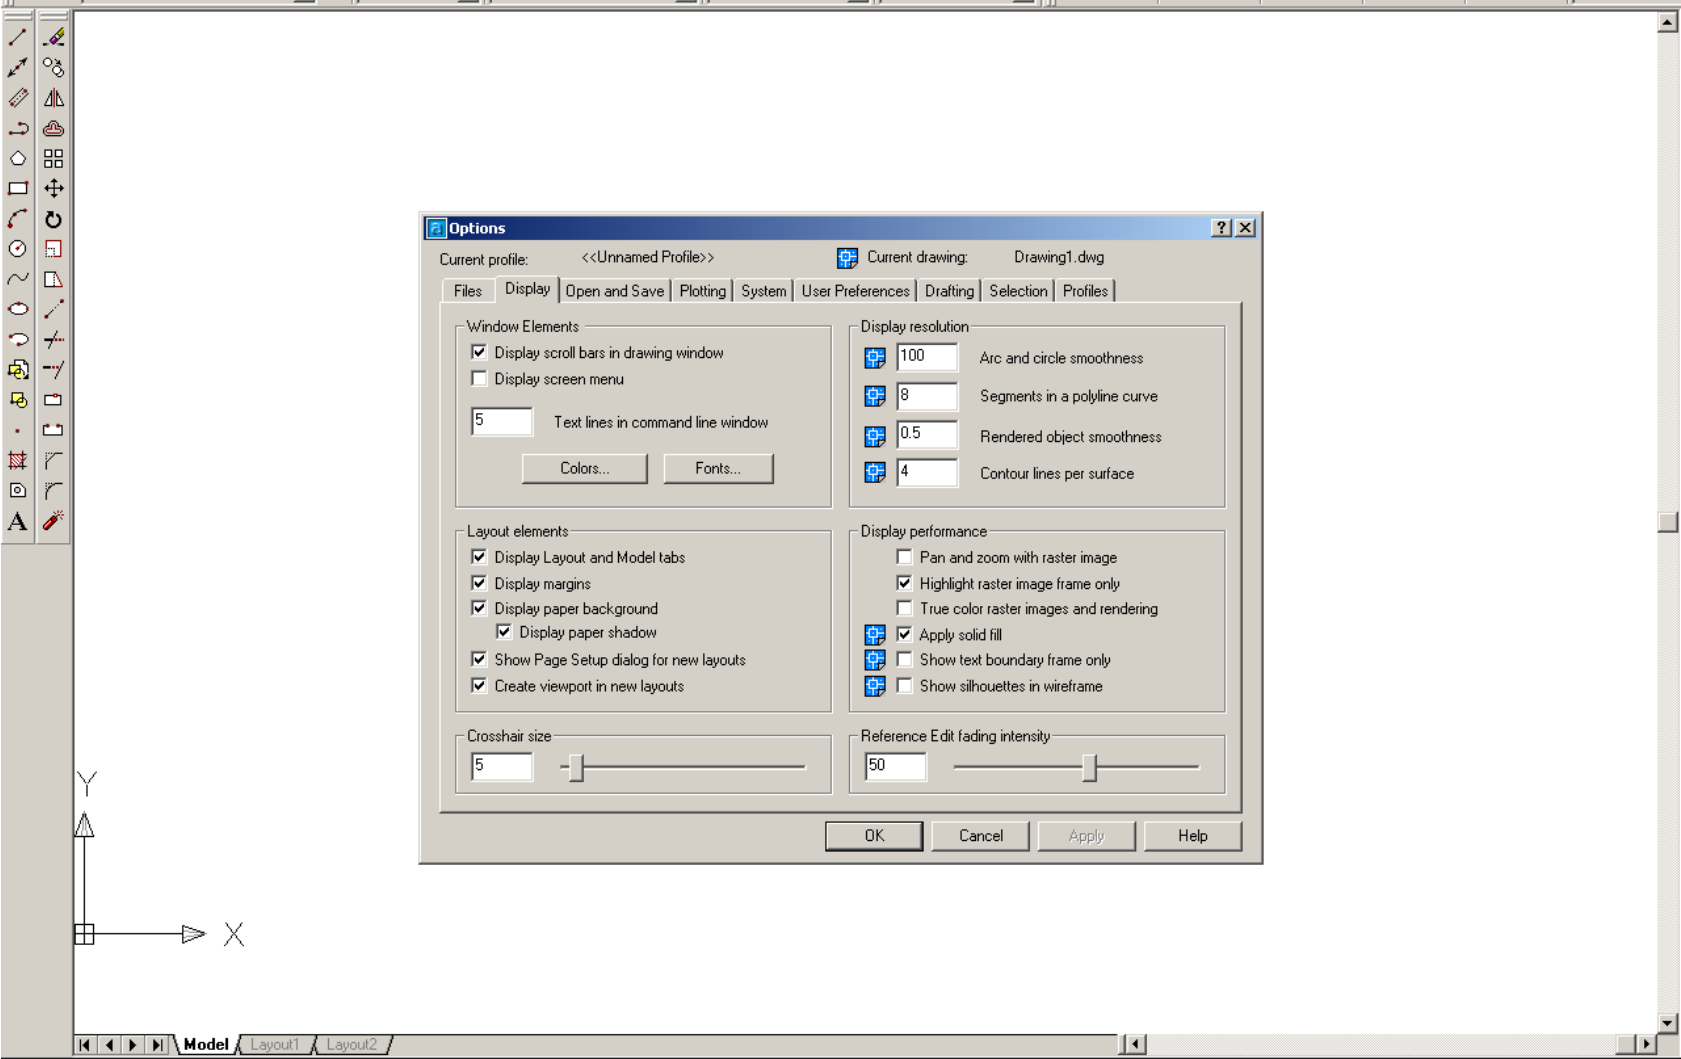 Options
Current profile: <<Unnamed Profile>> Current drawing: Drawing1.dwg
Files Display Open and Save Plotting System User Preferences Drafting Selection Profiles
Window Elements
Display scroll bars in drawing window
Display screen menu
5 Text lines in command line window
Colors... Fonts...
Display resolution
100 Arc and circle smoothness
8 Segments in a polyline curve
0.5 Rendered object smoothness
4 Contour lines per surface
Layout elements
Display Layout and Model tabs
Display margins
Display paper background
Display paper shadow
Show Page Setup dialog for new layouts
Create viewport in new layouts
Display performance
Pan and zoom with raster image
Highlight raster image frame only
True color raster images and rendering
Apply solid fill
Show text boundary frame only
Show silhouettes in wireframe
Crosshair size
5
Reference Edit fading intensity
50
OK Cancel Apply Help
A
Y
X
Model Layout1 Layout2